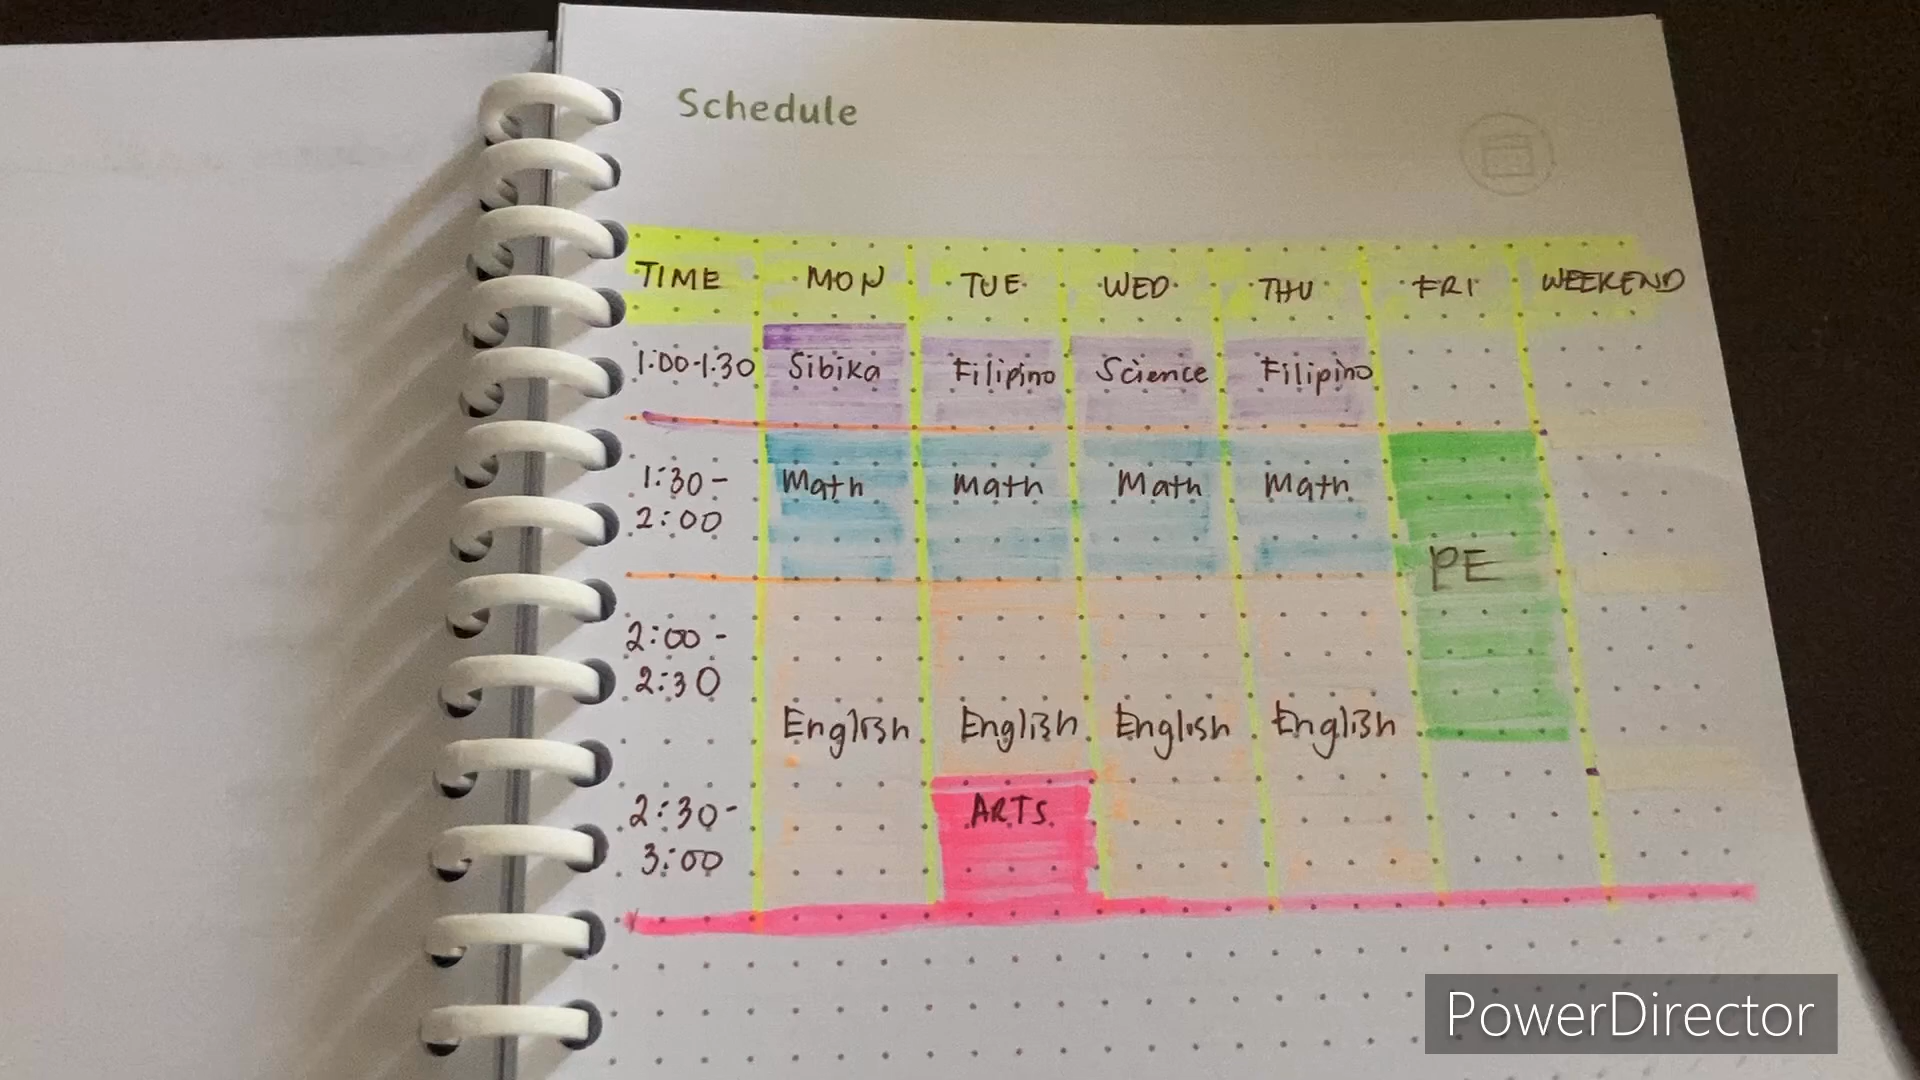 Schedule
TIME MON TUE WED THU FRI WEEKEND
1:00-1:30 Sibika Filipino Science Filipino
1:30- Math Math Math Math
2:00
PE
2:00-
2:30
English English English English
2:30- ARTS
3:00
PowerDirector